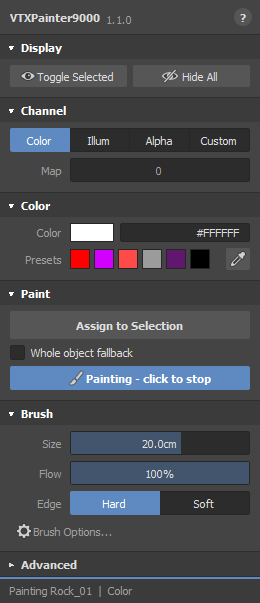 VTXPainter9000 1.1.0 ?
Display
Toggle Selected Hide All
Channel
Color Illum Alpha Custom
Map 0
Color
Color #FFFFFF
Presets
Paint
Assign to Selection
Whole object fallback
Painting - click to stop
Brush
Size 20.0cm
Flow 100%
Edge Hard Soft
Brush Options...
Advanced
Painting Rock_01 | Color